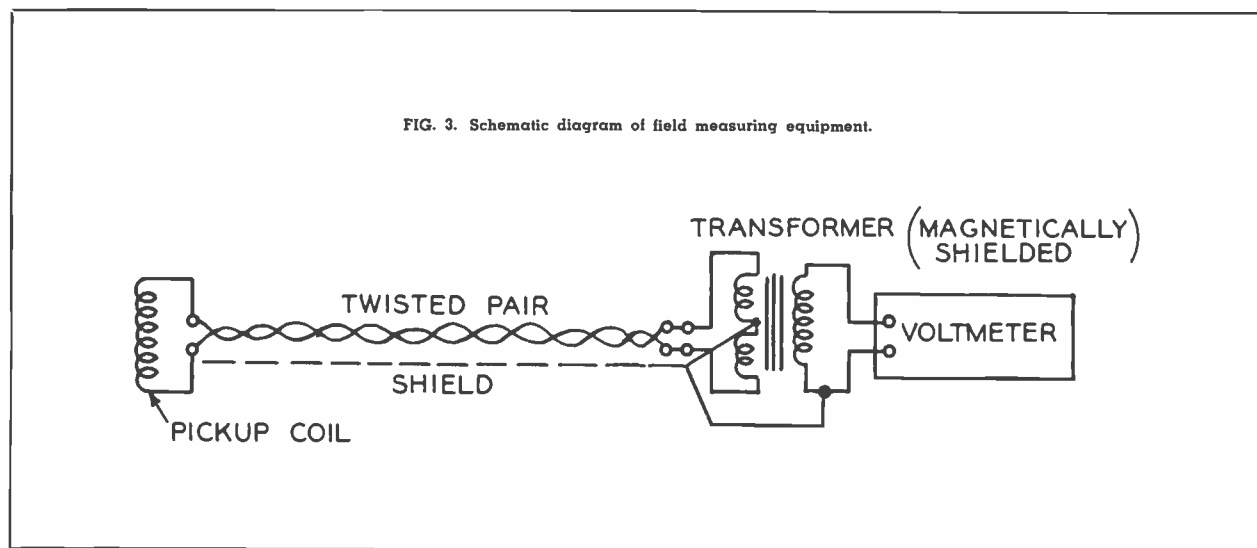 FIG. 3. Schematic diagram of field measuring equipment.
TRANSFORMER (MAGNETICALLY SHIELDED)
TWISTED PAIR
VOLTMETER
SHIELD
PICKUP COIL